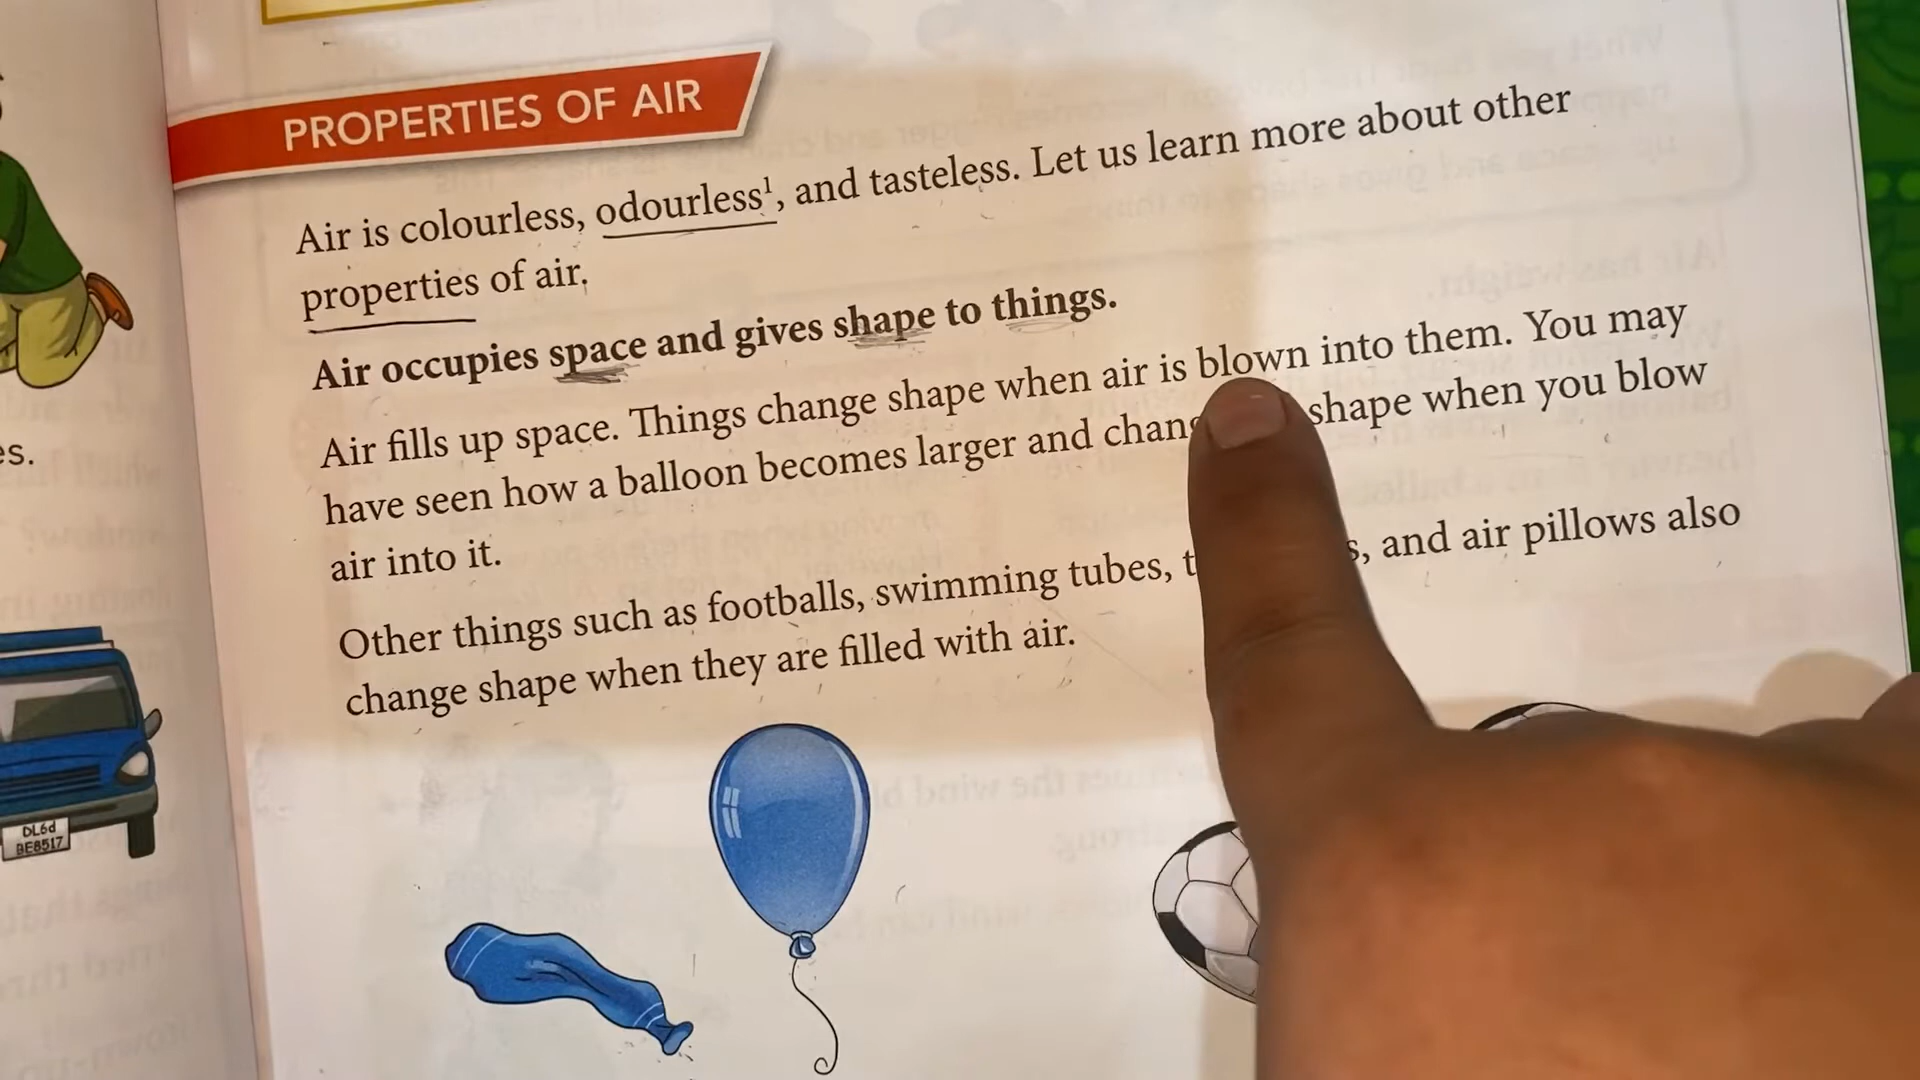 PROPERTIES OF AIR
Air is colourless, odourless¹, and tasteless. Let us learn more about other
properties of air.
Air occupies space and gives shape to things.
Air fills up space. Things change shape when air is blown into them. You may
have seen how a balloon becomes larger and shape when you blow
air into it.
Other things such as footballs, swimming tubes, and air pillows also
change shape when they are filled with air.
es.
DL6d
BE8517